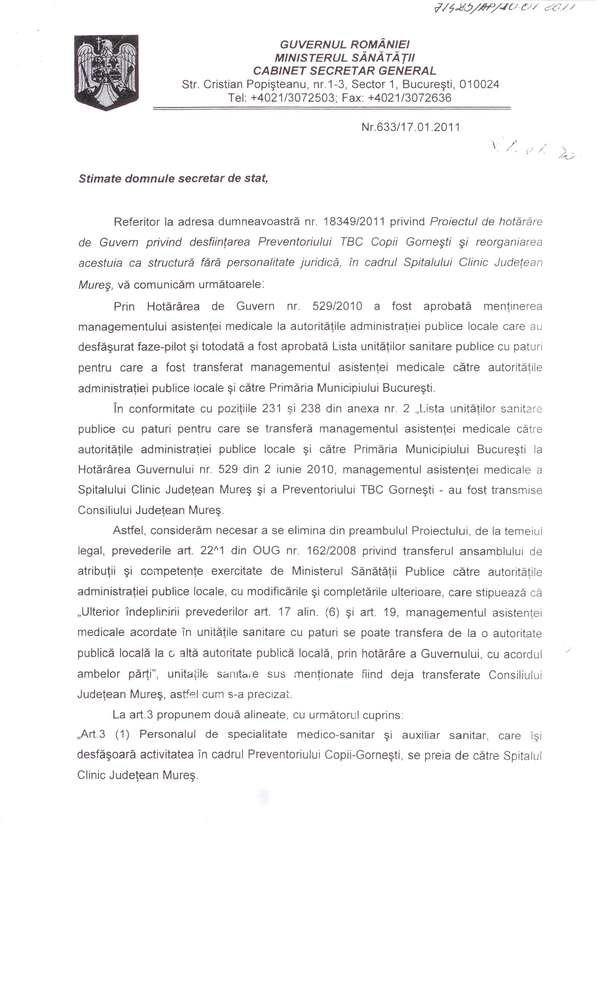 GUVERNUL ROMÂNIEI
MINISTERUL SĂNĂTĂŢII
CABINET SECRETAR GENERAL
Str. Cristian Popişteanu, nr.1-3, Sector 1, Bucureşti, 010024
Tel: +4021/3072503; Fax: +4021/3072636
Nr.633/17.01.2011
Stimate domnule secretar de stat,
Referitor la adresa dumneavoastră nr. 18349/2011 privind Proiectul de hotărâre
de Guvern privind desfiinţarea Preventoriului TBC Copii Gorneşti şi reorganiarea
acestuia ca structură fără personalitate juridică, în cadrul Spitalului Clinic Judeţean
Mureş, vă comunicăm următoarele:
Prin Hotărârea de Guvern nr. 529/2010 a fost aprobată menţinerea
managementului asistenţei medicale la autorităţile administraţiei publice locale care au
desfăşurat faze-pilot şi totodată a fost aprobată Lista unităţilor sanitare publice cu paturi
pentru care a fost transferat managementul asistenţei medicale către autorităţile
administraţiei publice locale şi către Primăria Municipiului Bucureşti.
În conformitate cu poziţiile 231 şi 238 din anexa nr. 2 „Lista unităţilor sanitare
publice cu paturi pentru care se transferă managementul asistenţei medicale către
autorităţile administraţiei publice locale şi către Primăria Municipiului Bucureşti la
Hotărârea Guvernului nr. 529 din 2 iunie 2010, managementul asistenţei medicale a
Spitalului Clinic Judeţean Mureş şi a Preventoriului TBC Gorneşti - au fost transmise
Consiliului Judeţean Mureş.
Astfel, considerăm necesar a se elimina din preambulul Proiectului, de la temeiul
legal, prevederile art. 22^1 din OUG nr. 162/2008 privind transferul ansamblului de
atribuţii şi competenţe exercitate de Ministerul Sănătăţii Publice către autorităţile
administraţiei publice locale, cu modificările şi completările ulterioare, care stipuează că
„Ulterior îndeplinirii prevederilor art. 17 alin. (6) şi art. 19, managementul asistenţei
medicale acordate în unităţile sanitare cu paturi se poate transfera de la o autoritate
publică locală la o altă autoritate publică locală, prin hotărâre a Guvernului, cu acordul
ambelor părţi”, unitaţile sanitare sus menţionate fiind deja transferate Consiliului
Judeţean Mureş, astfel cum s-a precizat.
La art.3 propunem două alineate, cu următorul cuprins:
„Art.3 (1) Personalul de specialitate medico-sanitar şi auxiliar sanitar, care îşi
desfăşoară activitatea în cadrul Preventoriului Copii-Gorneşti, se preia de către Spitalul
Clinic Judeţean Mureş.